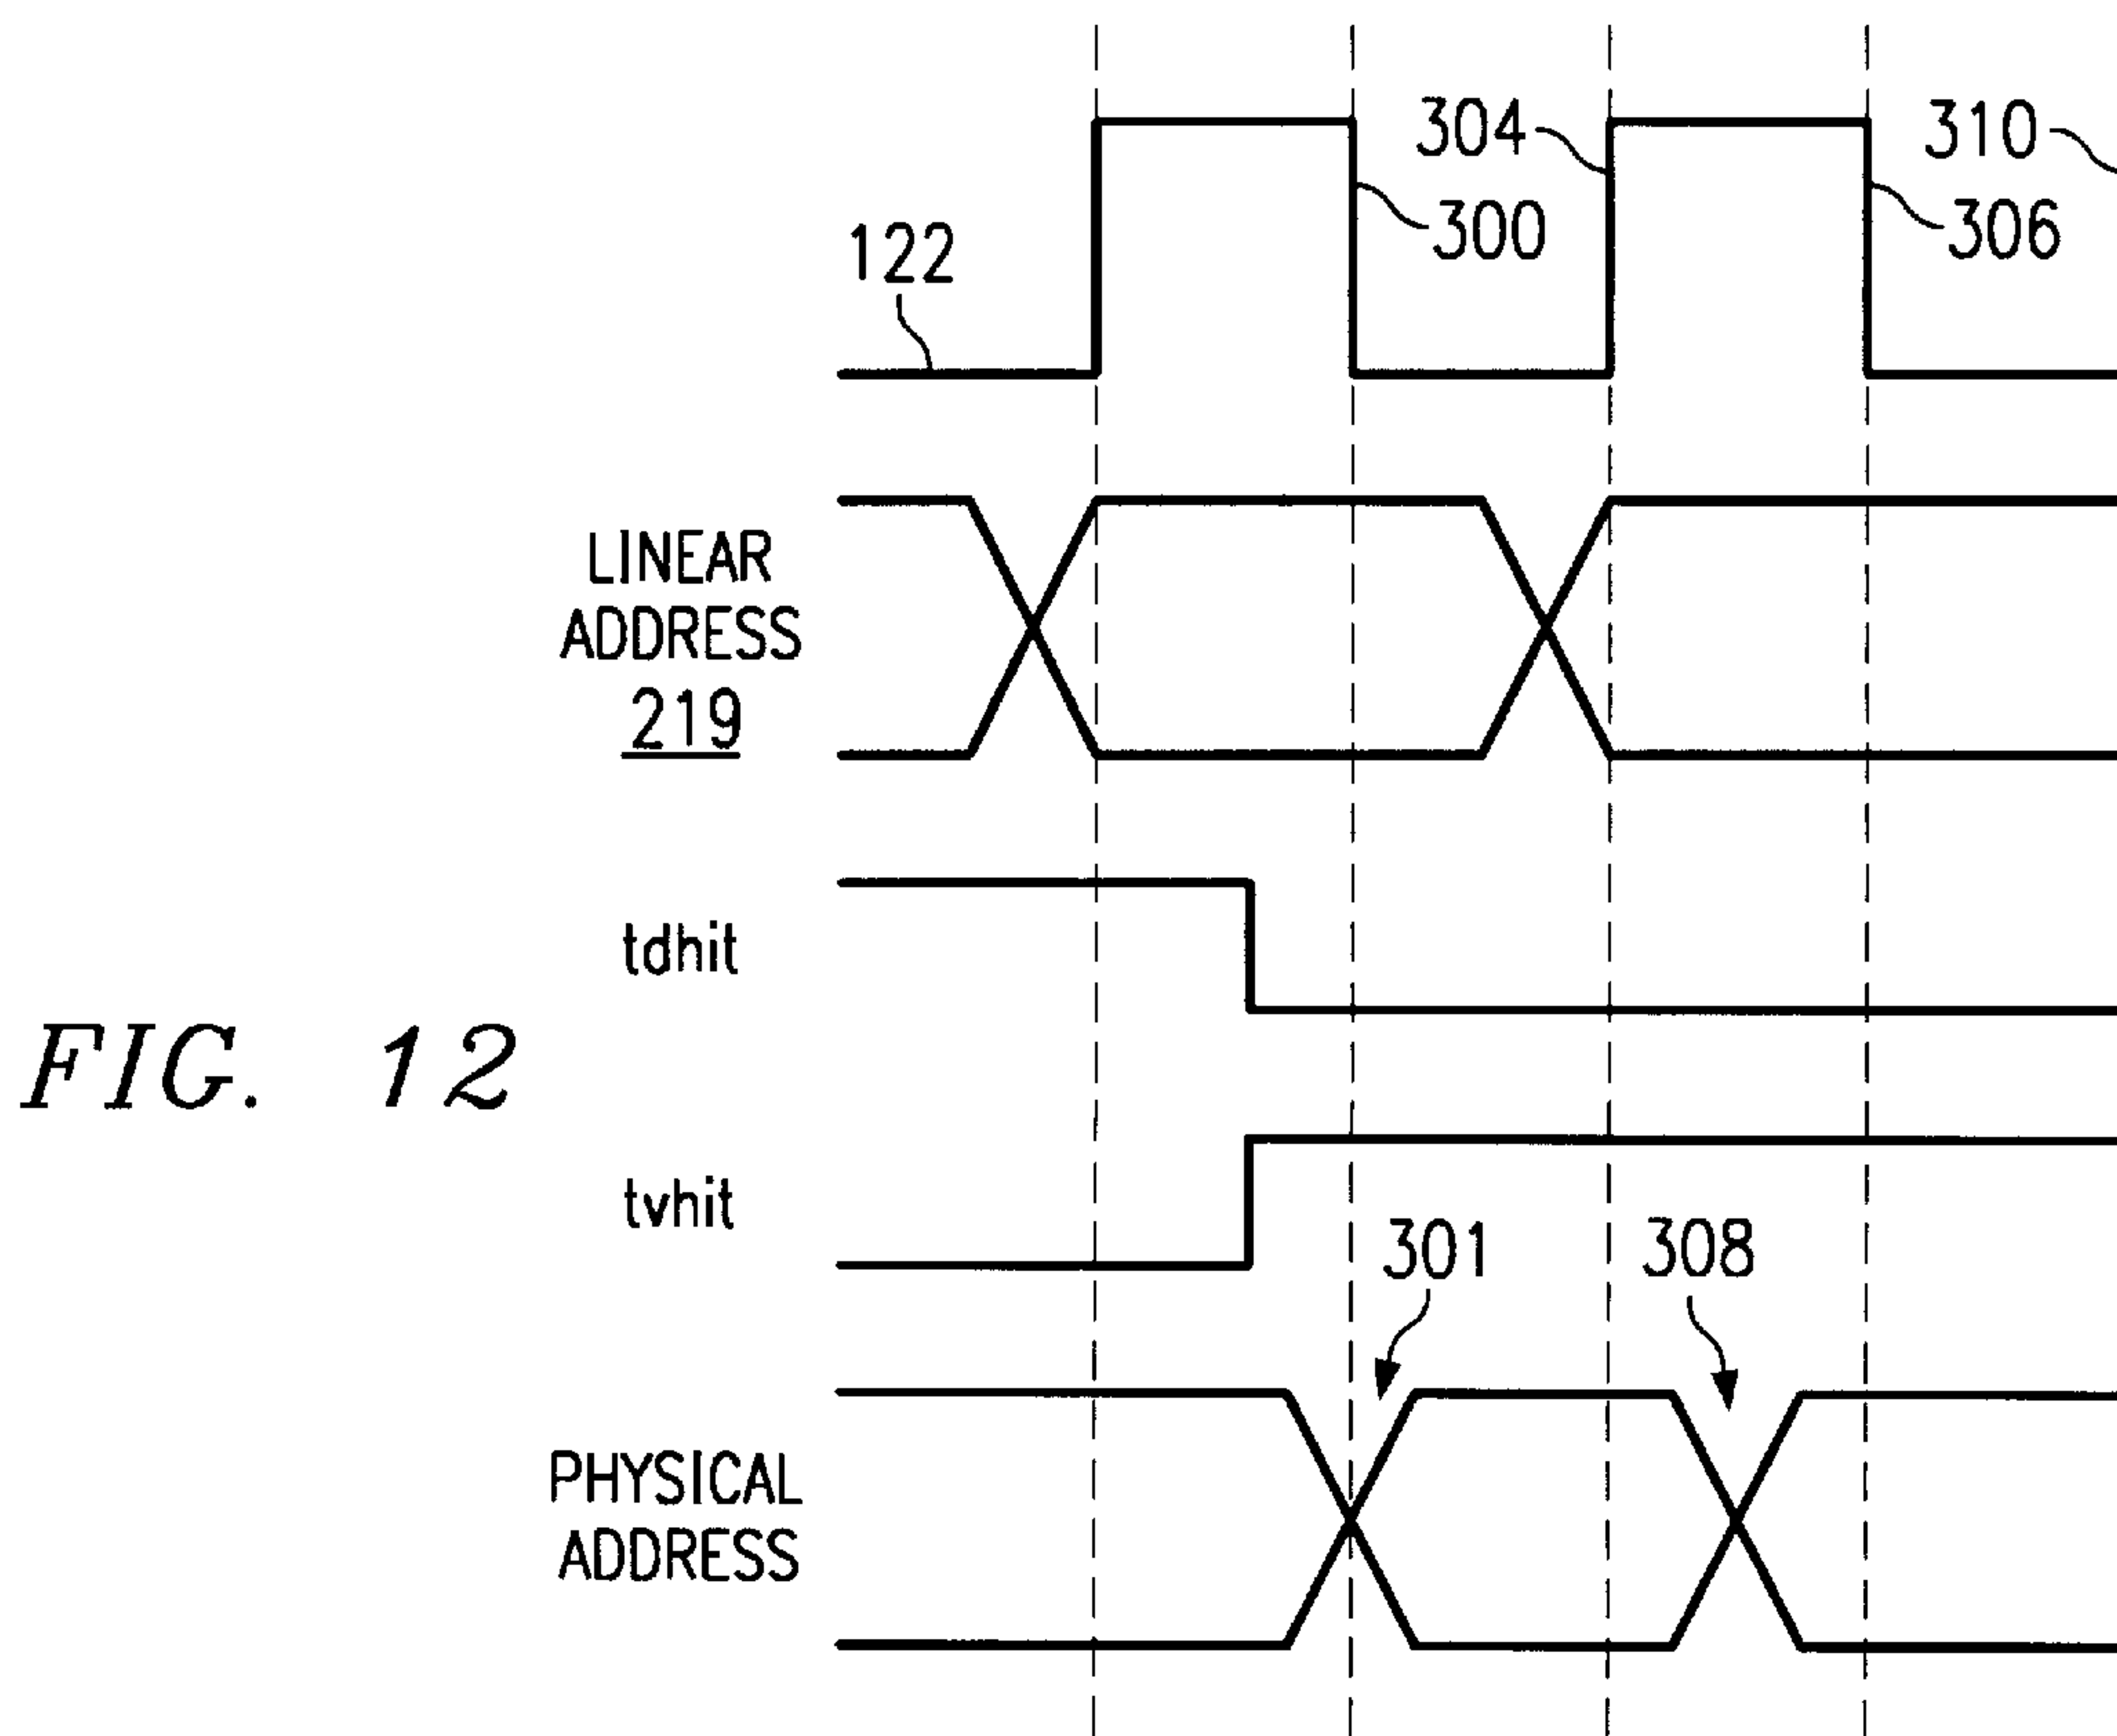 304
310
300
306
122
LINEAR
ADDRESS
219
tdhit
FIG. 12
tvhit
301
308
PHYSICAL
ADDRESS